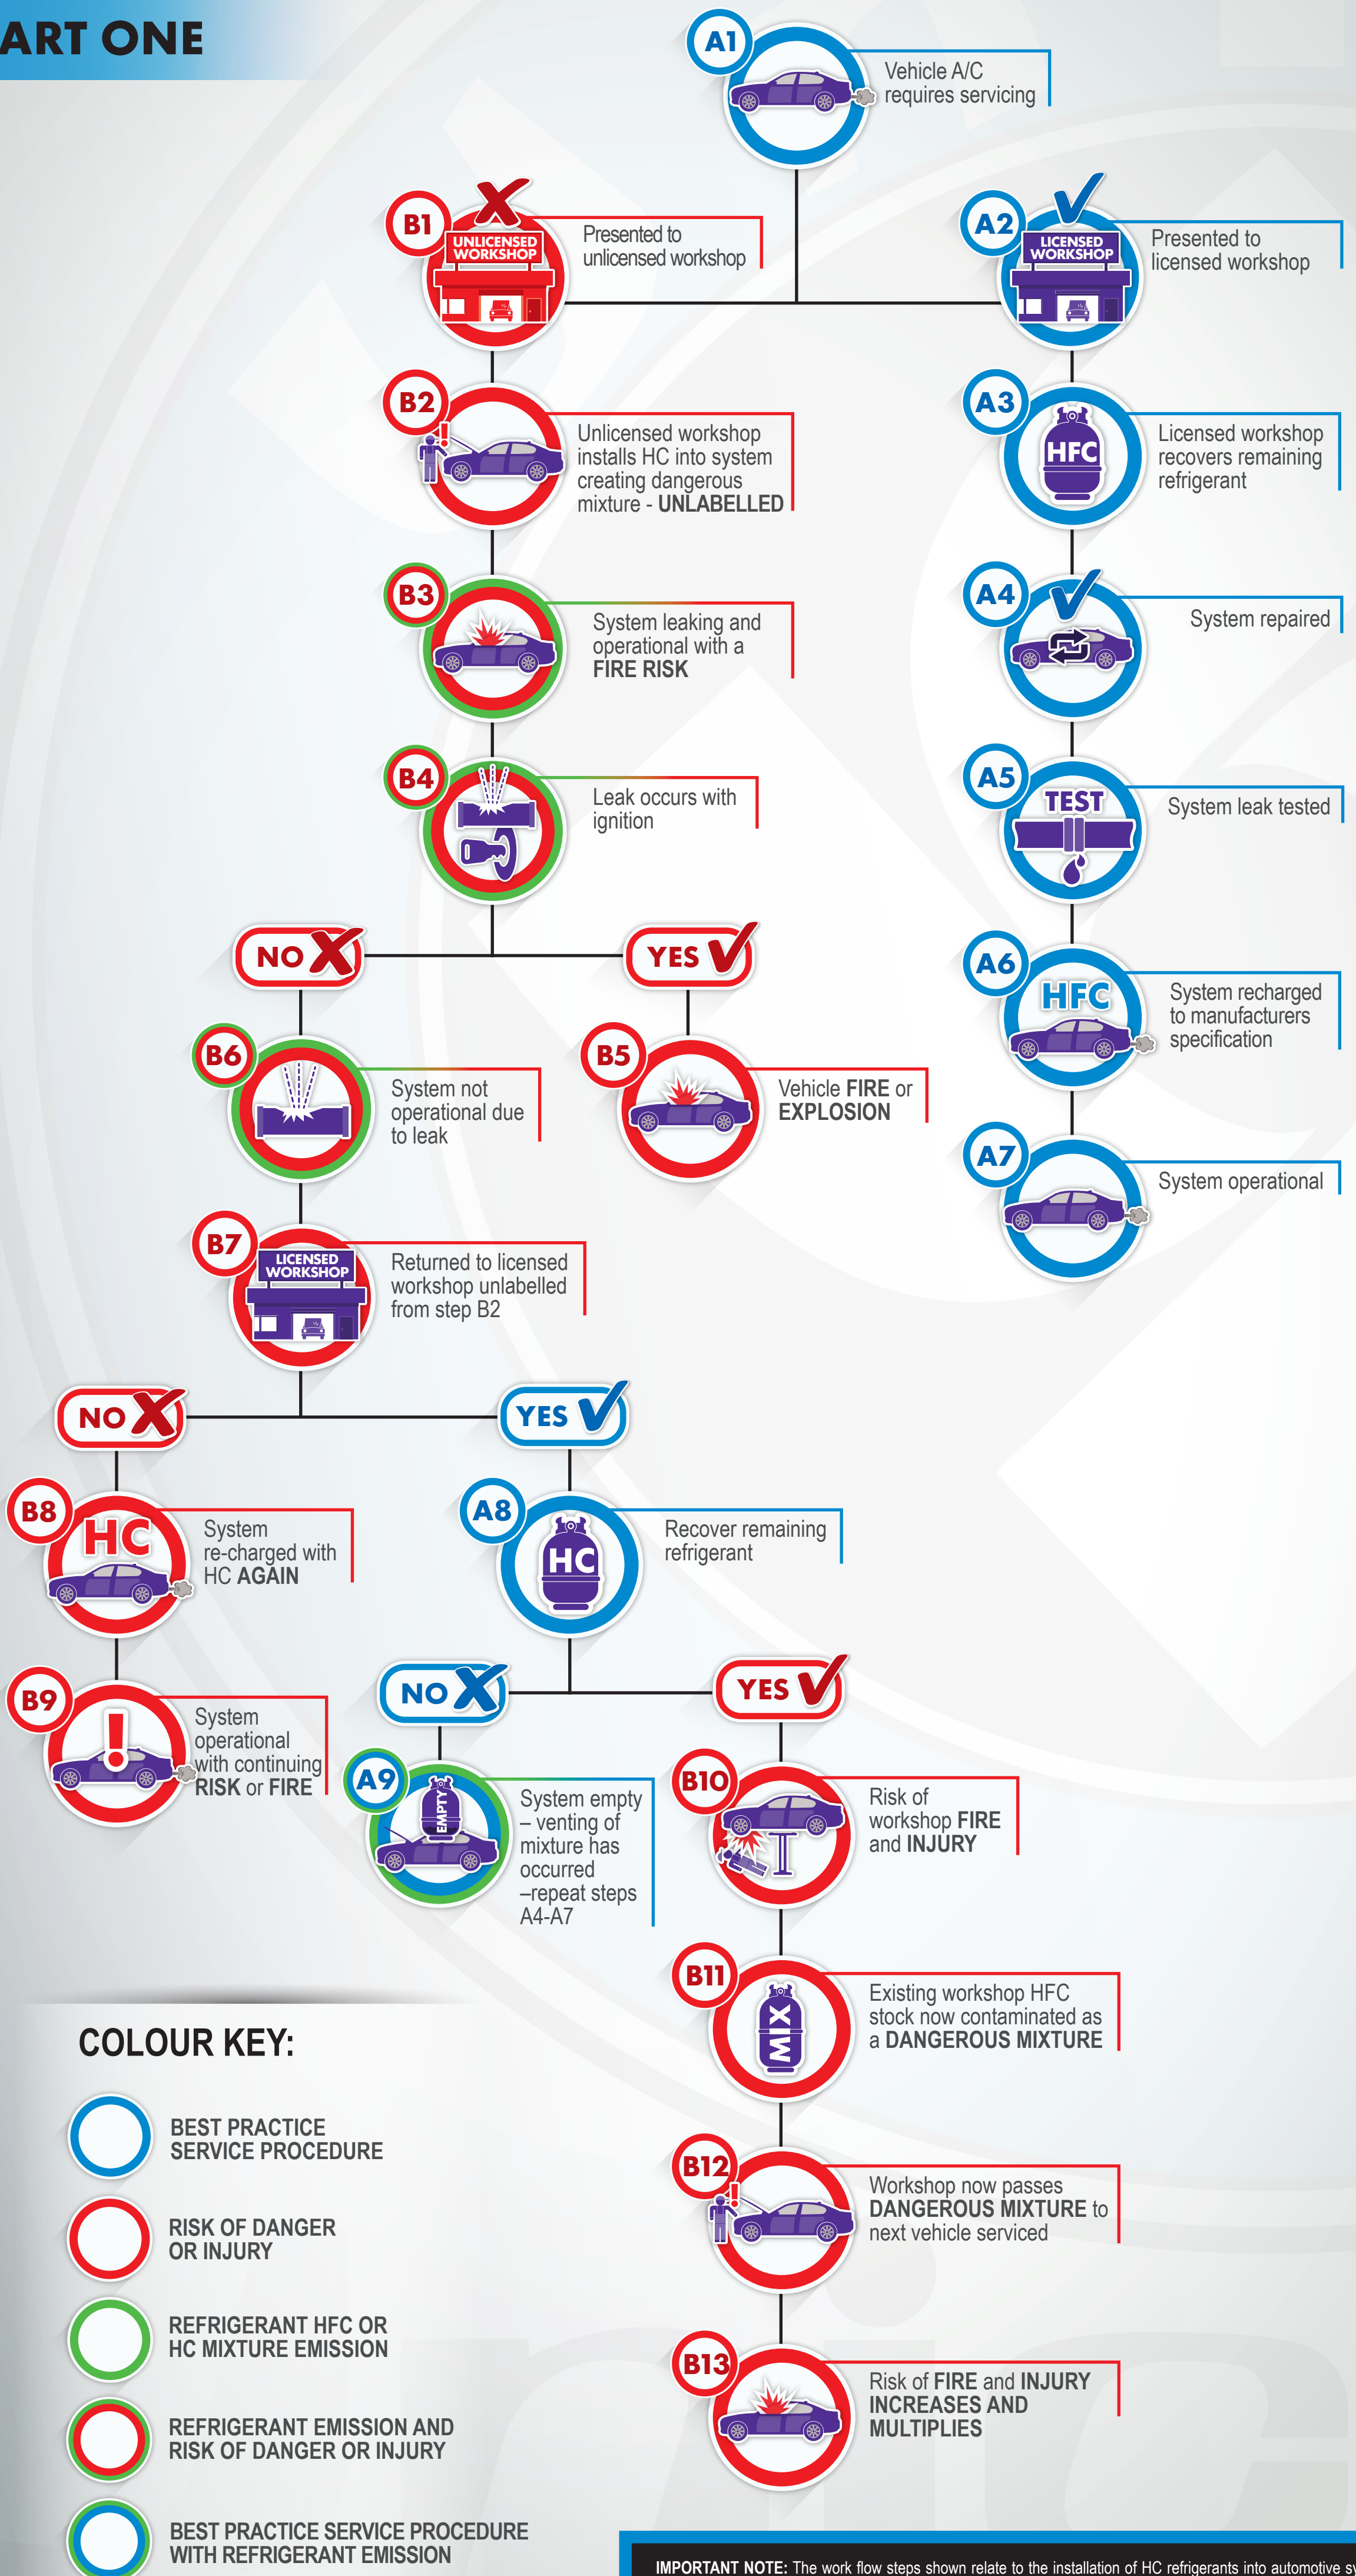 ART ONE
A1
Vehicle A/C
requires servicing
B1
UNLICENSED
WORKSHOP
Presented to
unlicensed workshop
A2
LICENSED
WORKSHOP
Presented to
licensed workshop
B2
Unlicensed workshop
installs HC into system
creating dangerous
mixture - UNLABELLED
A3
HFC
Licensed workshop
recovers remaining
refrigerant
B3
System leaking and
operational with a
FIRE RISK
A4
System repaired
B4
Leak occurs with
ignition
A5
TEST
System leak tested
NO
YES
A6
HFC
System recharged
to manufacturers
specification
B6
System not
operational due
to leak
B5
Vehicle FIRE or
EXPLOSION
A7
System operational
B7
LICENSED
WORKSHOP
Returned to licensed
workshop unlabelled
from step B2
NO
YES
B8
HC
System
re-charged with
HC AGAIN
A8
HC
Recover remaining
refrigerant
B9
System
operational
with continuing
RISK or FIRE
NO
YES
A9
EMPTY
System empty
– venting of
mixture has
occurred
–repeat steps
A4-A7
B10
Risk of
workshop FIRE
and INJURY
B11
MIX
Existing workshop HFC
stock now contaminated as
a DANGEROUS MIXTURE
B12
Workshop now passes
DANGEROUS MIXTURE to
next vehicle serviced
B13
Risk of FIRE and INJURY
INCREASES AND
MULTIPLIES
COLOUR KEY:
BEST PRACTICE
SERVICE PROCEDURE
RISK OF DANGER
OR INJURY
REFRIGERANT HFC OR
HC MIXTURE EMISSION
REFRIGERANT EMISSION AND
RISK OF DANGER OR INJURY
BEST PRACTICE SERVICE PROCEDURE
WITH REFRIGERANT EMISSION
IMPORTANT NOTE: The work flow steps shown relate to the installation of HC refrigerants into automotive sy